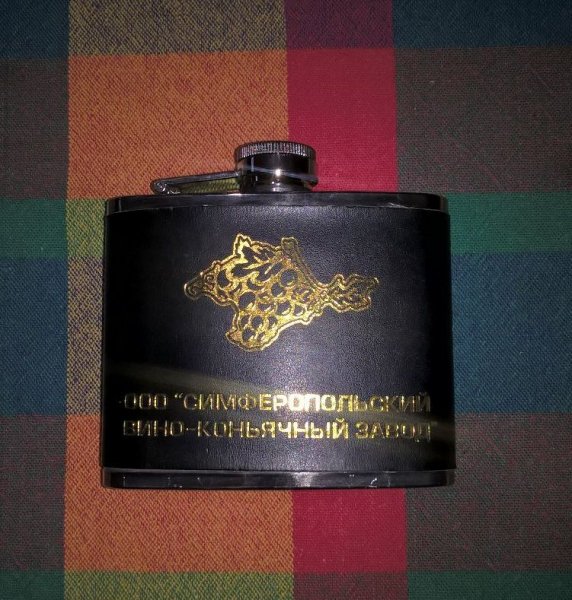 ООО "СИМФЕРОПОЛЬСКИЙ
ВИНО-КОНЬЯЧНЫЙ ЗАВОД"